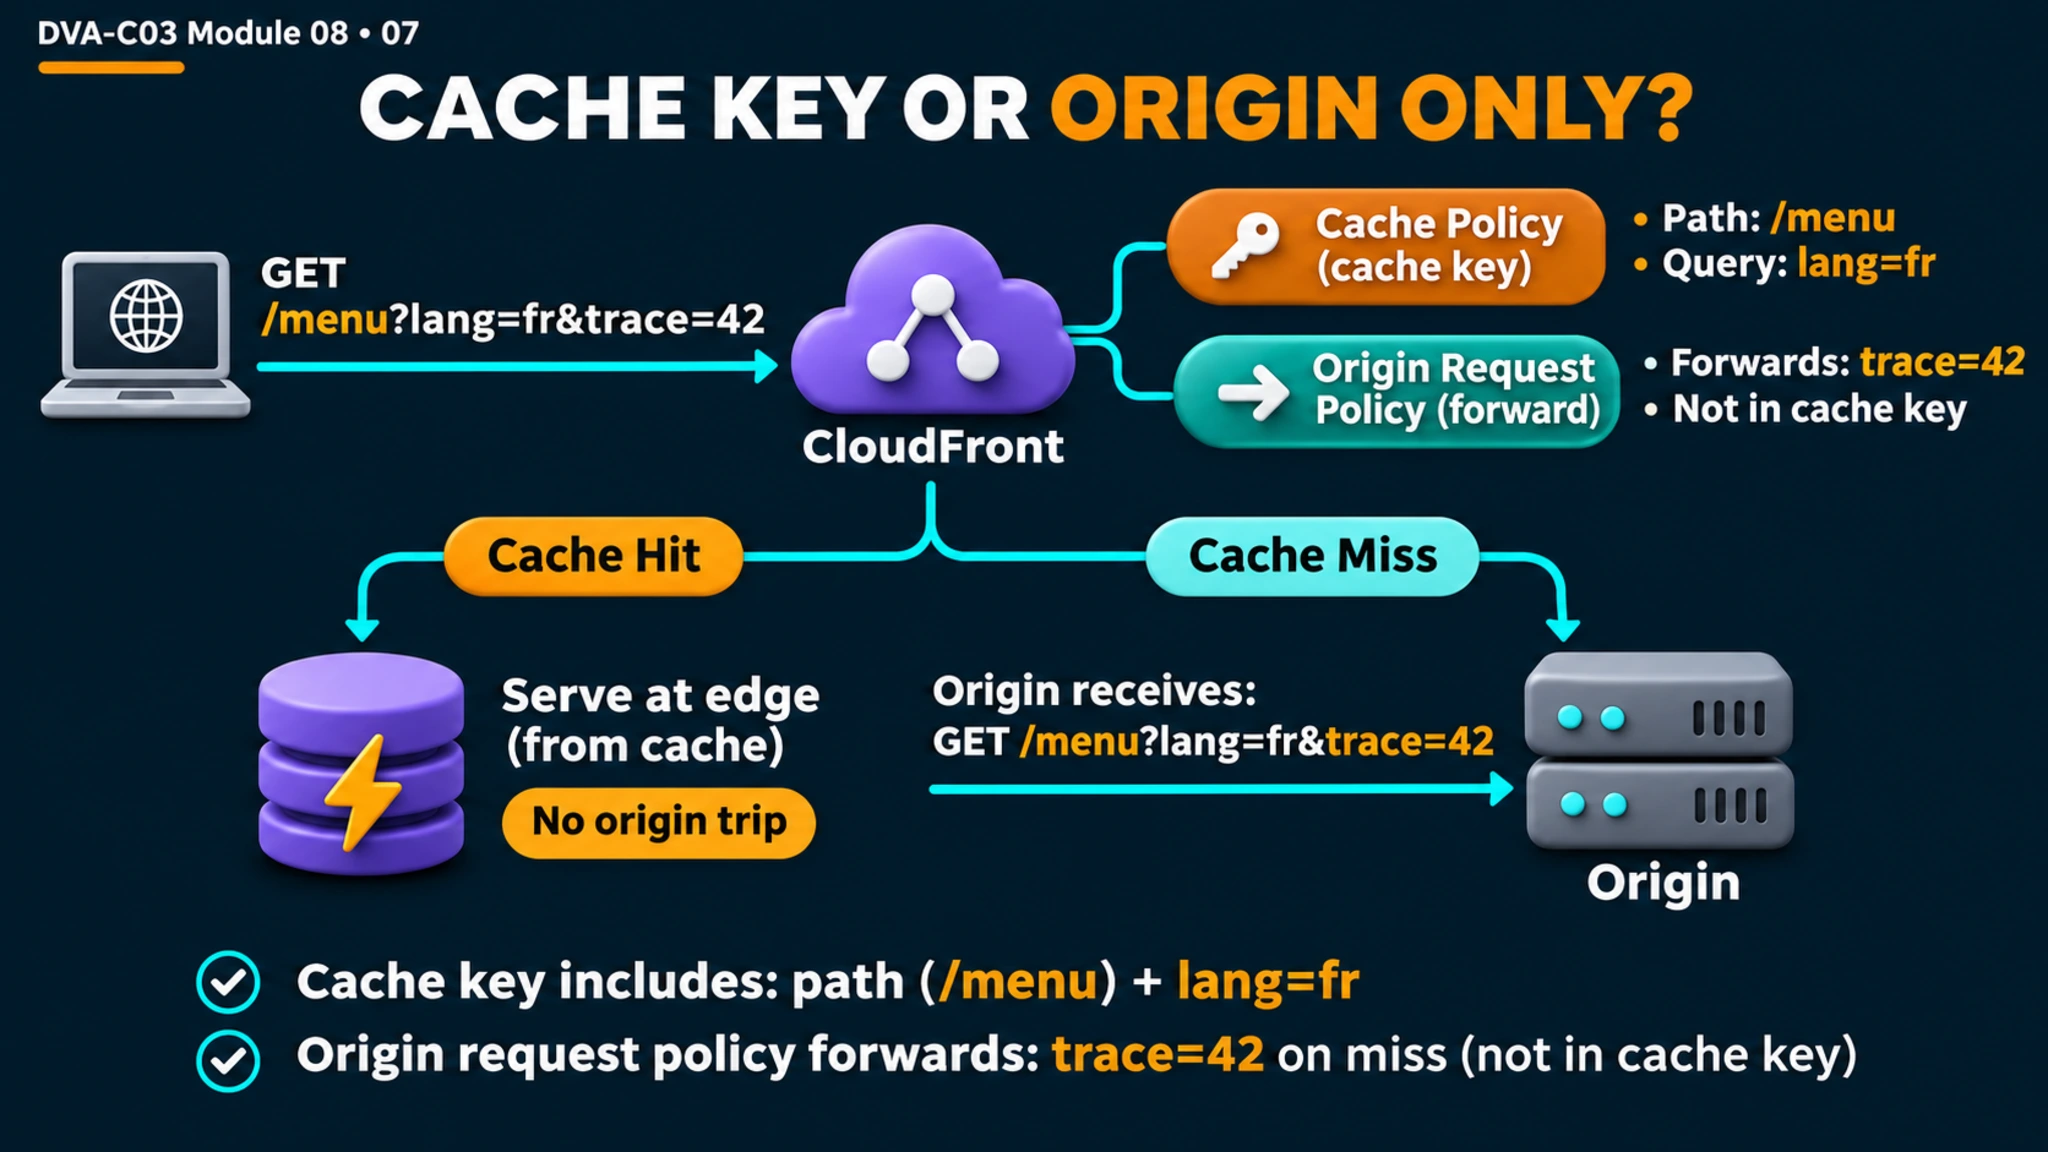 DVA-C03 Module 08 • 07
CACHE KEY OR ORIGIN ONLY?
GET
/menu?lang=fr&trace=42
CloudFront
Cache Policy
(cache key)
• Path: /menu
• Query: lang=fr
Origin Request
Policy (forward)
• Forwards: trace=42
• Not in cache key
Cache Hit
Cache Miss
Serve at edge
(from cache)
No origin trip
Origin receives:
GET /menu?lang=fr&trace=42
Origin
Cache key includes: path (/menu) + lang=fr
Origin request policy forwards: trace=42 on miss (not in cache key)